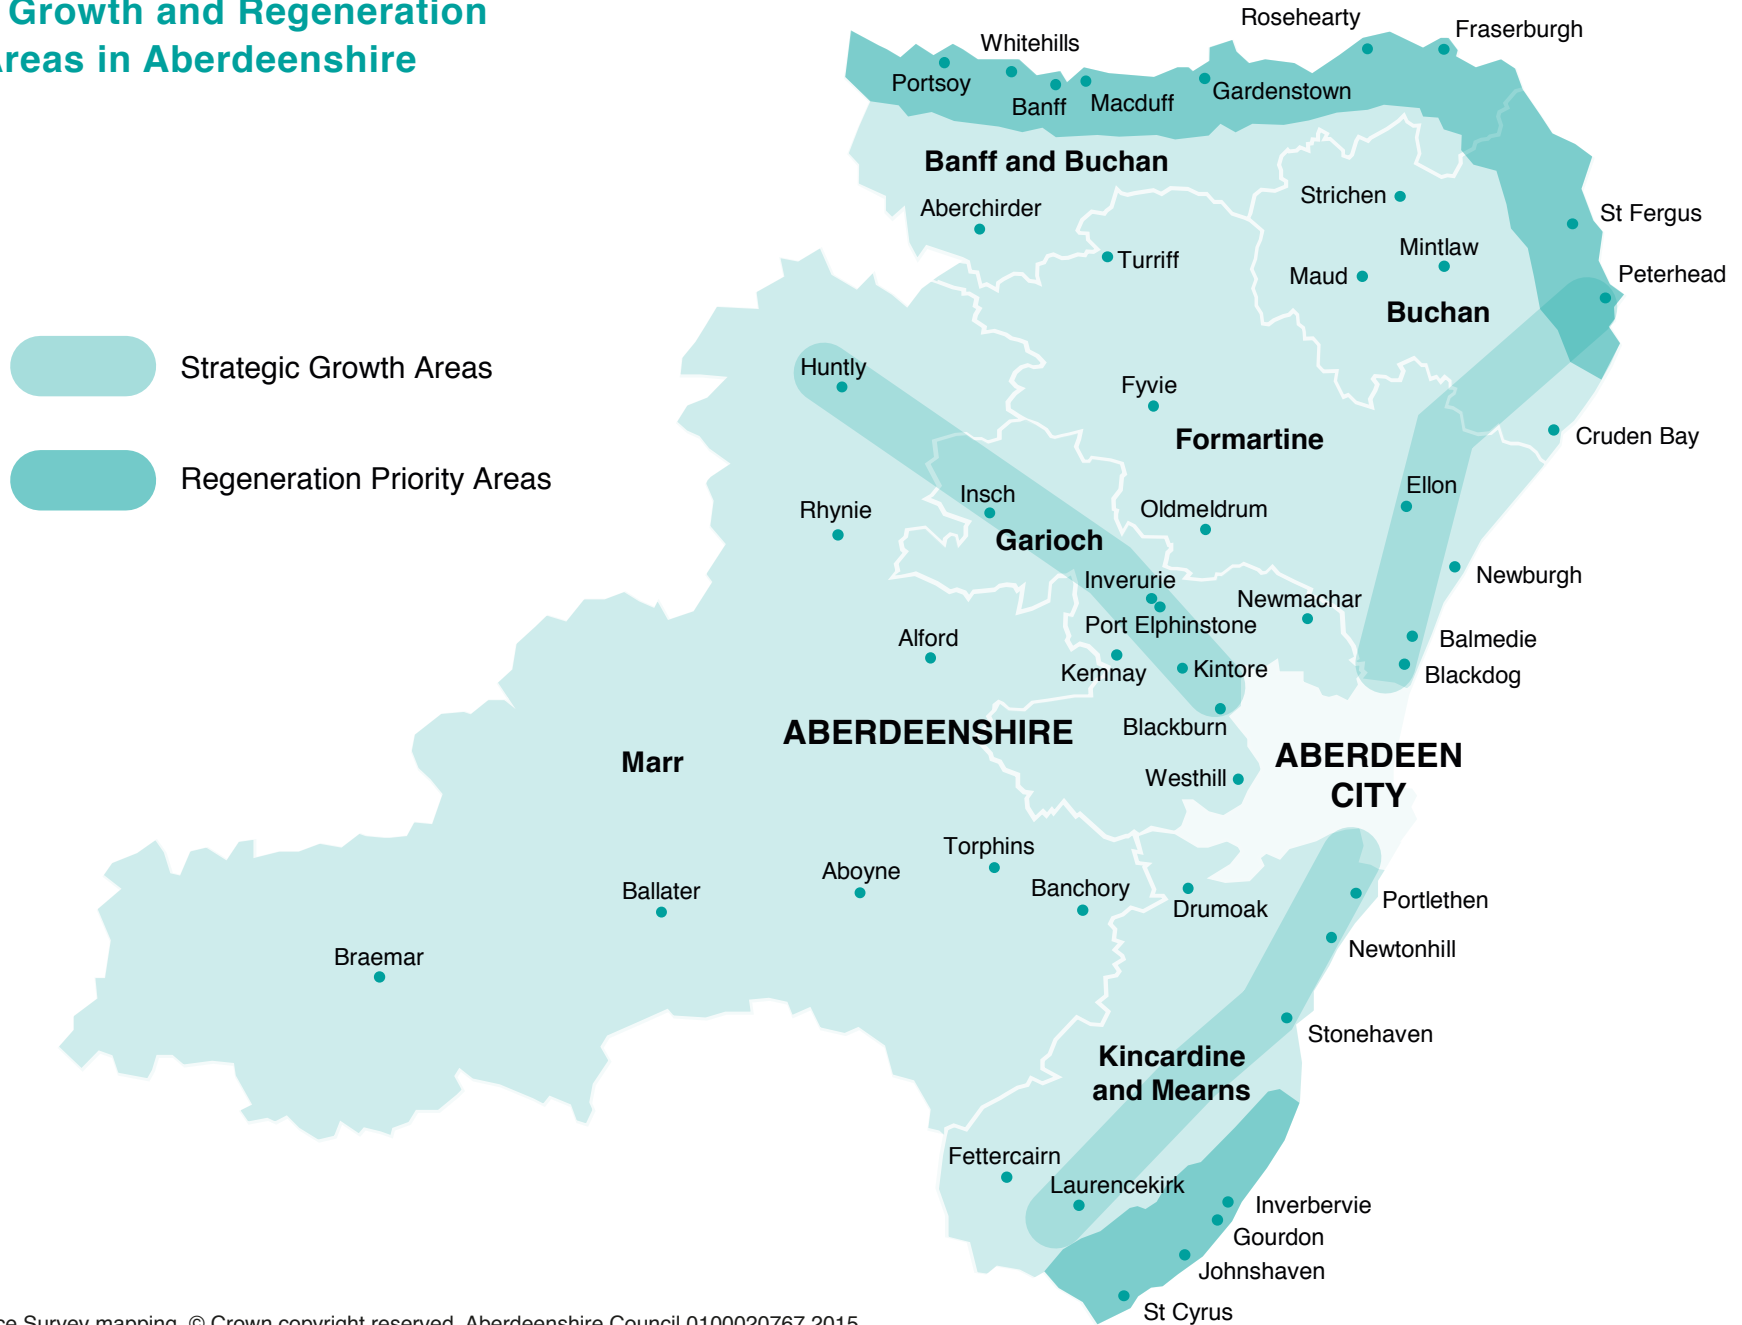 Growth and Regeneration
Areas in Aberdeenshire
Strategic Growth Areas
Regeneration Priority Areas
Rosehearty
Fraserburgh
Whitehills
Portsoy
Banff
Macduff
Gardenstown
Banff and Buchan
Strichen
Aberchirder
St Fergus
Mintlaw
Turriff
Maud
Peterhead
Buchan
Huntly
Fyvie
Formartine
Cruden Bay
Ellon
Insch
Rhynie
Oldmeldrum
Garioch
Inverurie
Newburgh
Newmachar
Port Elphinstone
Alford
Balmedie
Kemnay
Kintore
Blackdog
Blackburn
ABERDEENSHIRE
ABERDEEN
CITY
Marr
Westhill
Torphins
Aboyne
Ballater
Banchory
Drumoak
Portlethen
Newtonhill
Braemar
Stonehaven
Kincardine
and Mearns
Fettercairn
Laurencekirk
Inverbervie
Gourdon
Johnshaven
St Cyrus
Survey mapping. © Crown copyright reserved. Aberdeenshire Council 0100020767 2015